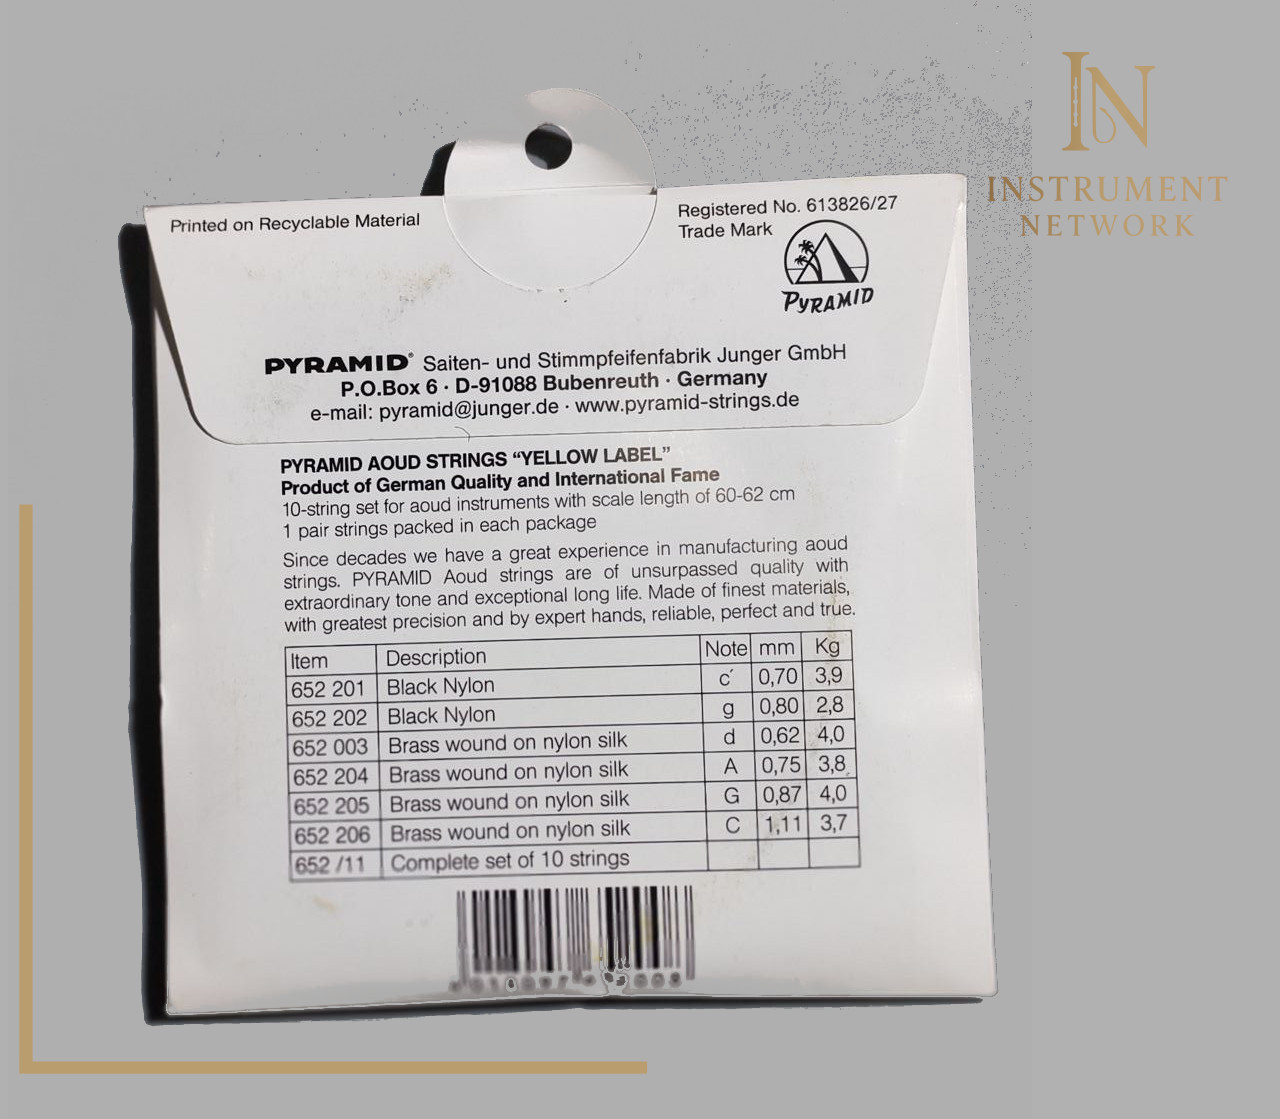 IN
INSTRUMENT
NETWORK
Printed on Recyclable Material
Registered No. 613826/27
Trade Mark
PYRAMID
PYRAMID® Saiten- und Stimmpfeifenfabrik Junger GmbH
P.O.Box 6 · D-91088 Bubenreuth · Germany
e-mail: pyramid@junger.de · www.pyramid-strings.de
PYRAMID AOUD STRINGS “YELLOW LABEL”
Product of German Quality and International Fame
10-string set for aoud instruments with scale length of 60-62 cm
1 pair strings packed in each package
Since decades we have a great experience in manufacturing aoud
strings. PYRAMID Aoud strings are of unsurpassed quality with
extraordinary tone and exceptional long life. Made of finest materials,
with greatest precision and by expert hands, reliable, perfect and true.
Item Description Note mm Kg
652 201 Black Nylon c´ 0,70 3,9
652 202 Black Nylon g 0,80 2,8
652 003 Brass wound on nylon silk d 0,62 4,0
652 204 Brass wound on nylon silk A 0,75 3,8
652 205 Brass wound on nylon silk G 0,87 4,0
652 206 Brass wound on nylon silk C 1,11 3,7
652 /11 Complete set of 10 strings